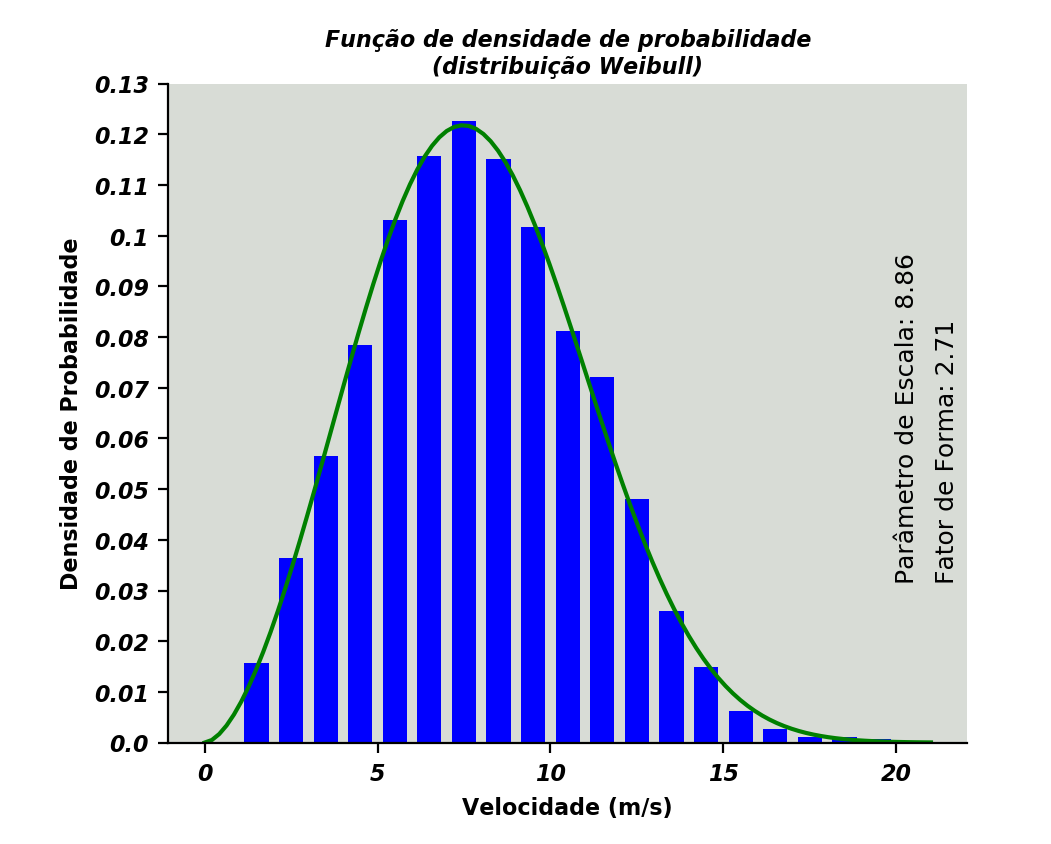 Função de densidade de probabilidade
(distribuição Weibull)
Densidade de Probabilidade
0.13
0.12
0.11
0.1
0.09
0.08
0.07
0.06
0.05
0.04
0.03
0.02
0.01
0.0
Parâmetro de Escala: 8.86
Fator de Forma: 2.71
0 5 10 15 20
Velocidade (m/s)